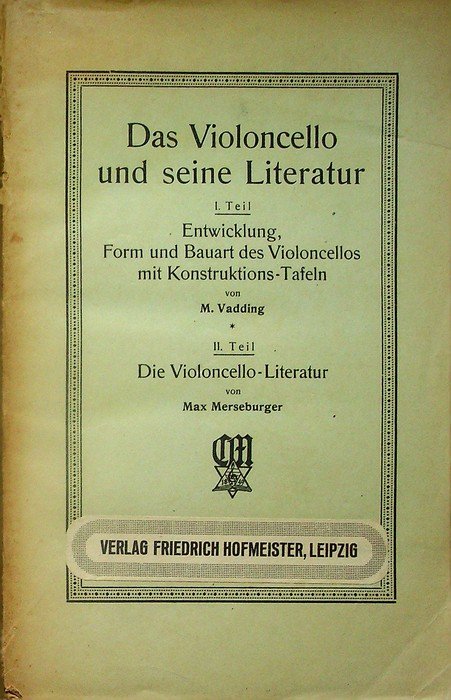 Das Violoncello
und seine Literatur
I. Teil
Entwicklung,
Form und Bauart des Violoncellos
mit Konstruktions-Tafeln
von
M. Vadding
*
II. Teil
Die Violoncello-Literatur
von
Max Merseburger
CM
VERLAG FRIEDRICH HOFMEISTER, LEIPZIG